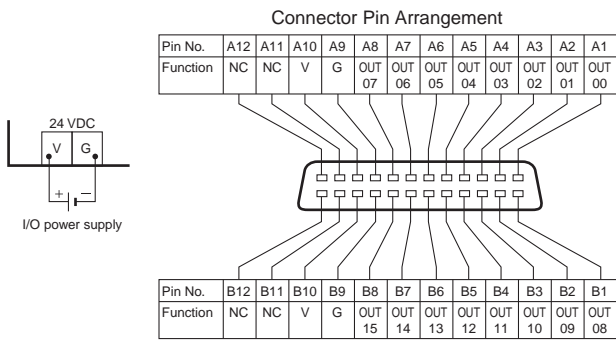 Connector Pin Arrangement
Pin No. A12 A11 A10 A9 A8 A7 A6 A5 A4 A3 A2 A1
Function NC NC V G OUT 07 OUT 06 OUT 05 OUT 04 OUT 03 OUT 02 OUT 01 OUT 00
24 VDC
V G
+ −
I/O power supply
Pin No. B12 B11 B10 B9 B8 B7 B6 B5 B4 B3 B2 B1
Function NC NC V G OUT 15 OUT 14 OUT 13 OUT 12 OUT 11 OUT 10 OUT 09 OUT 08